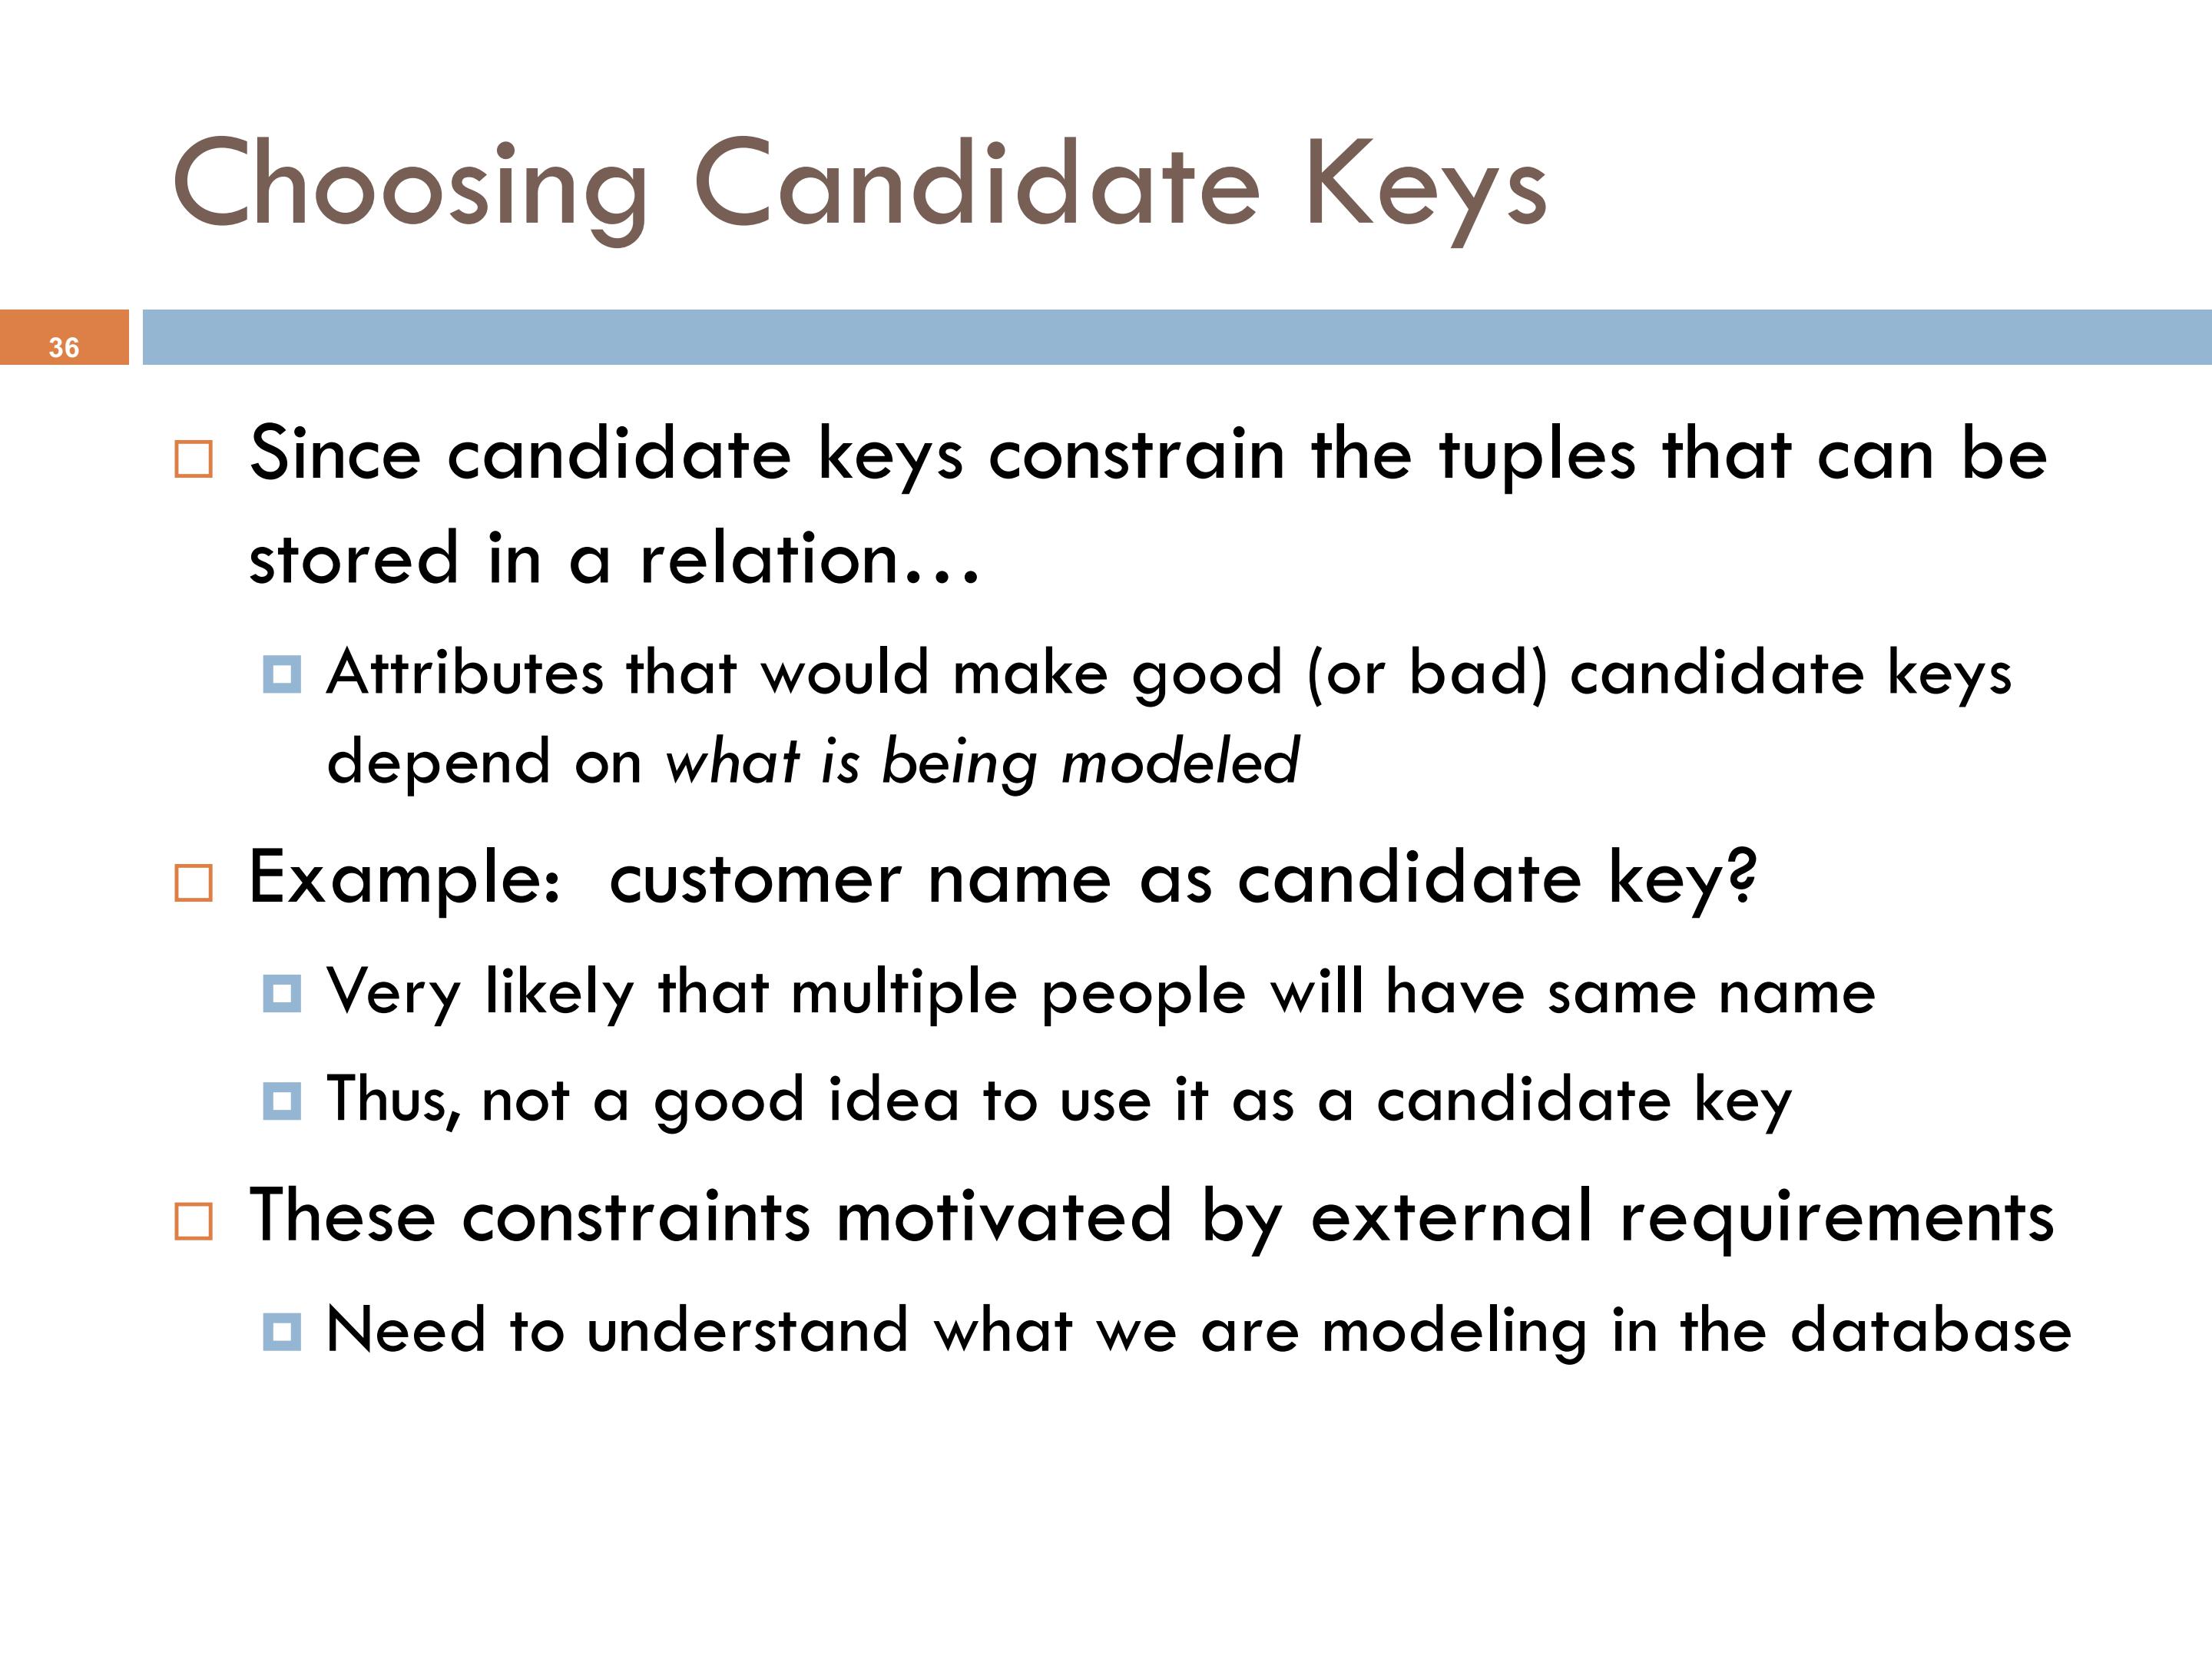 Choosing Candidate Keys
36
Since candidate keys constrain the tuples that can be
stored in a relation…
Attributes that would make good (or bad) candidate keys
depend on what is being modeled
Example:  customer name as candidate key?
Very likely that multiple people will have same name
Thus, not a good idea to use it as a candidate key
These constraints motivated by external requirements
Need to understand what we are modeling in the database